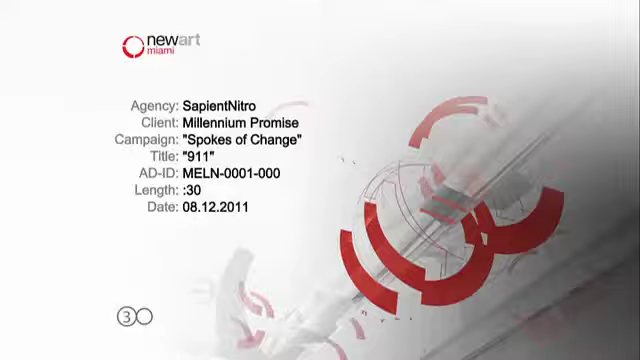 newart
miami
Agency: SapientNitro
Client: Millennium Promise
Campaign: "Spokes of Change"
Title: "911"
AD-ID: MELN-0001-000
Length: :30
Date: 08.12.2011
30